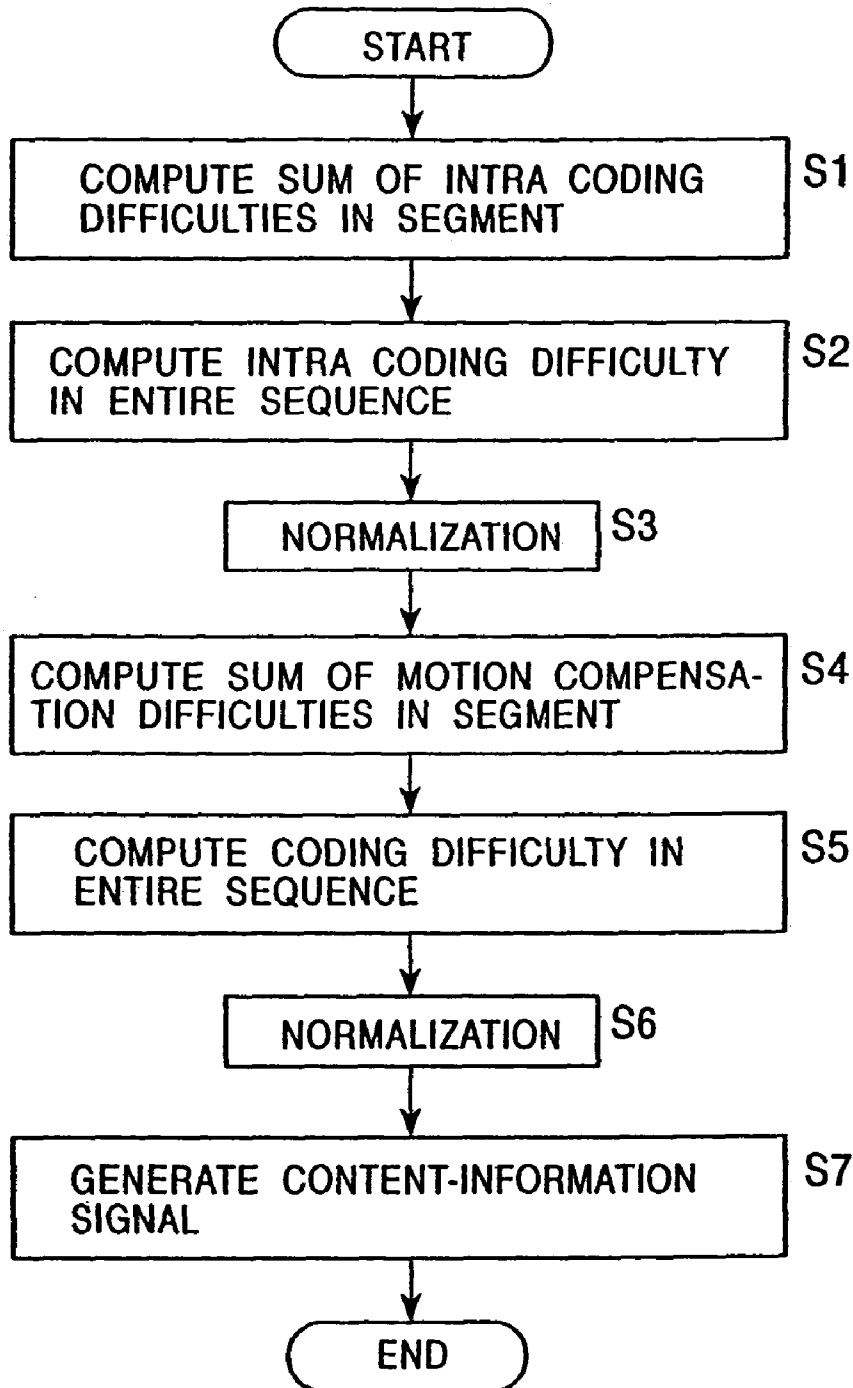 START
COMPUTE SUM OF INTRA CODING
DIFFICULTIES IN SEGMENT
S1
COMPUTE INTRA CODING DIFFICULTY
IN ENTIRE SEQUENCE
S2
NORMALIZATION
S3
COMPUTE SUM OF MOTION COMPENSA-
TION DIFFICULTIES IN SEGMENT
S4
COMPUTE CODING DIFFICULTY IN
ENTIRE SEQUENCE
S5
NORMALIZATION
S6
GENERATE CONTENT-INFORMATION
SIGNAL
S7
END